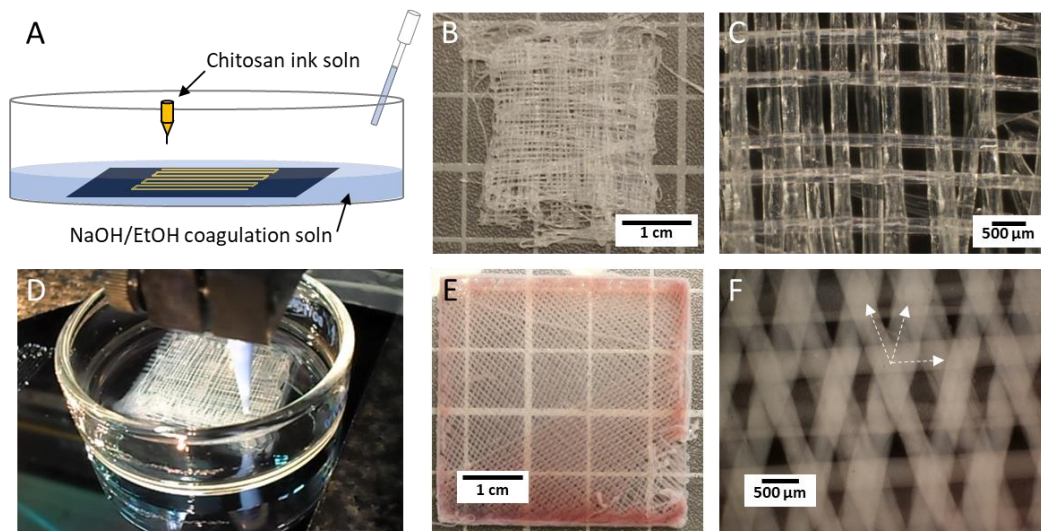 A
Chitosan ink soln
NaOH/EtOH coagulation soln
B
1 cm
C
500 µm
D
E
1 cm
F
500 µm